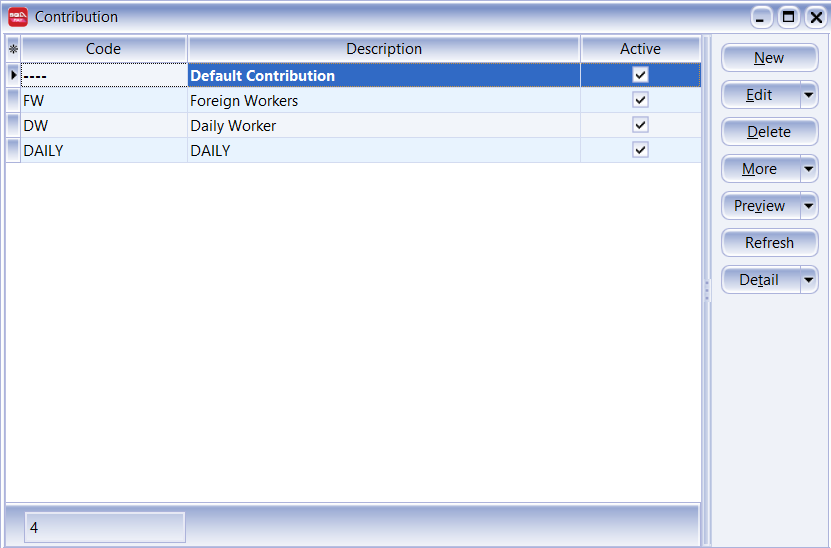 Contribution
Code Description Active
---- Default Contribution
FW Foreign Workers
DW Daily Worker
DAILY DAILY
4
New
Edit
Delete
More
Preview
Refresh
Detail